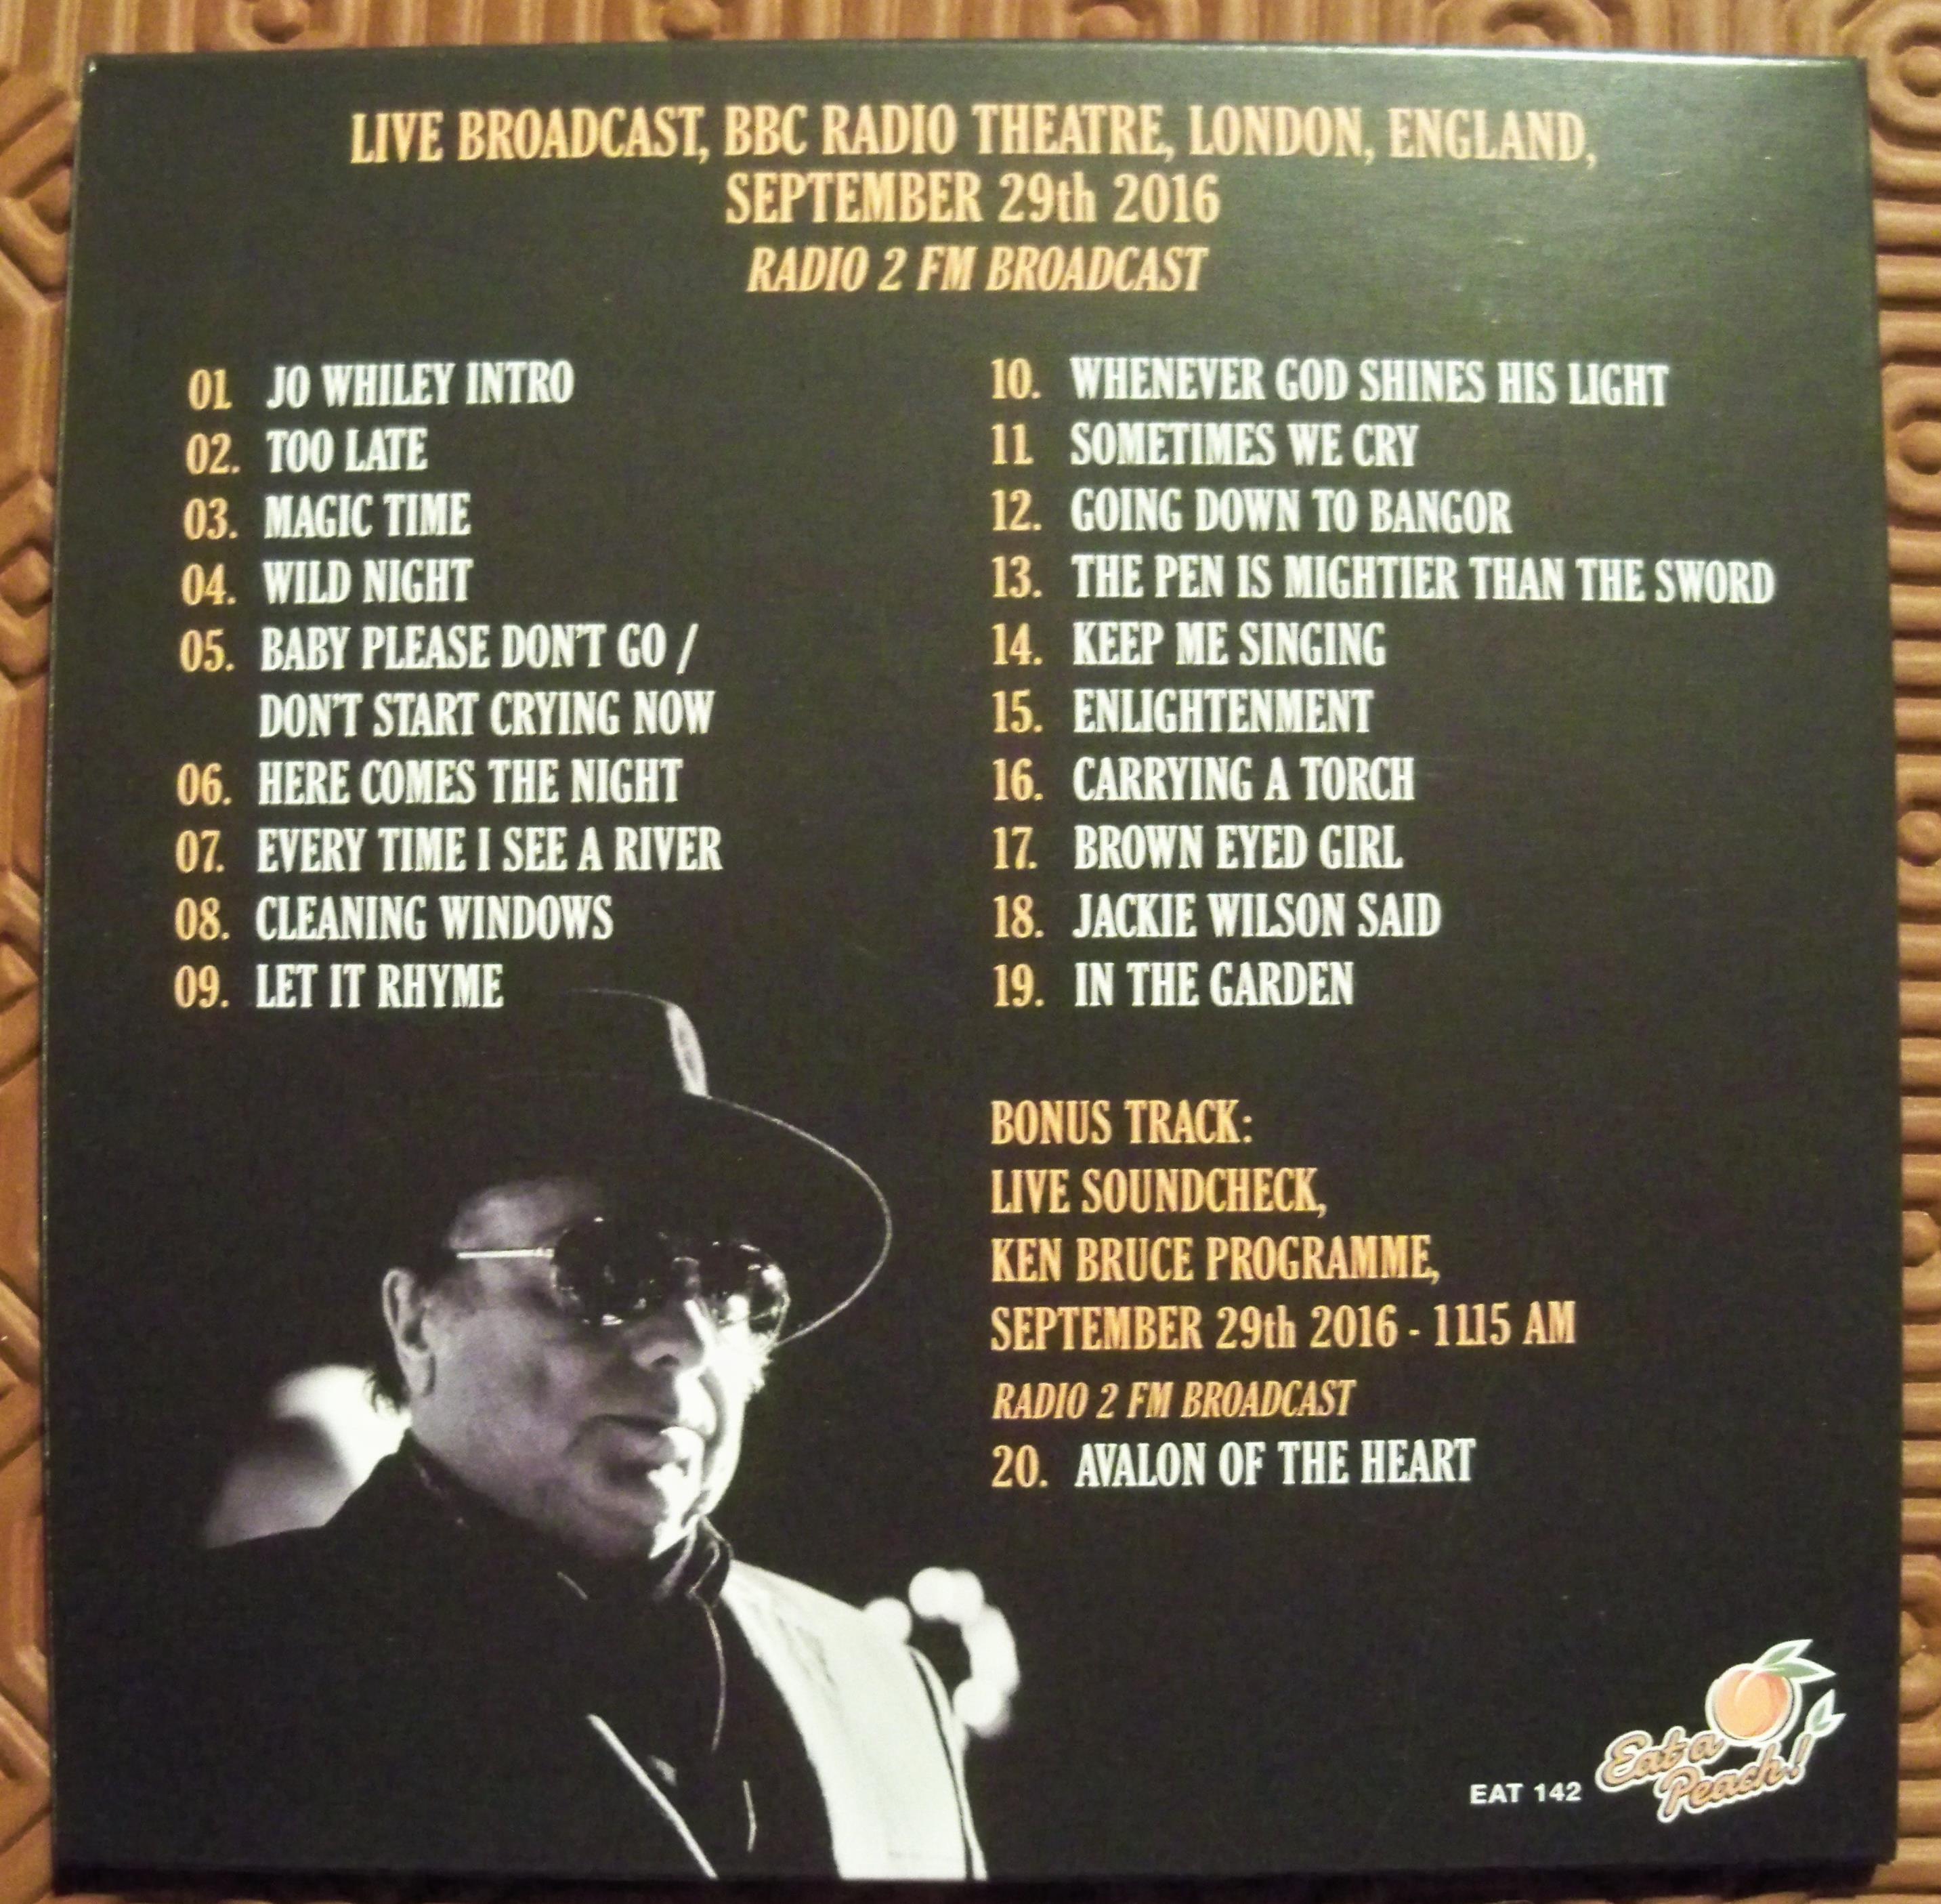 LIVE BROADCAST, BBC RADIO THEATRE, LONDON, ENGLAND,
SEPTEMBER 29th 2016
RADIO 2 FM BROADCAST
01. JO WHILEY INTRO
02. TOO LATE
03. MAGIC TIME
04. WILD NIGHT
05. BABY PLEASE DON'T GO /
DON'T START CRYING NOW
06. HERE COMES THE NIGHT
07. EVERY TIME I SEE A RIVER
08. CLEANING WINDOWS
09. LET IT RHYME
10. WHENEVER GOD SHINES HIS LIGHT
11. SOMETIMES WE CRY
12. GOING DOWN TO BANGOR
13. THE PEN IS MIGHTIER THAN THE SWORD
14. KEEP ME SINGING
15. ENLIGHTENMENT
16. CARRYING A TORCH
17. BROWN EYED GIRL
18. JACKIE WILSON SAID
19. IN THE GARDEN
BONUS TRACK:
LIVE SOUNDCHECK,
KEN BRUCE PROGRAMME,
SEPTEMBER 29th 2016 - 11.15 AM
RADIO 2 FM BROADCAST
20. AVALON OF THE HEART
EAT 142
Eat a
Peach!